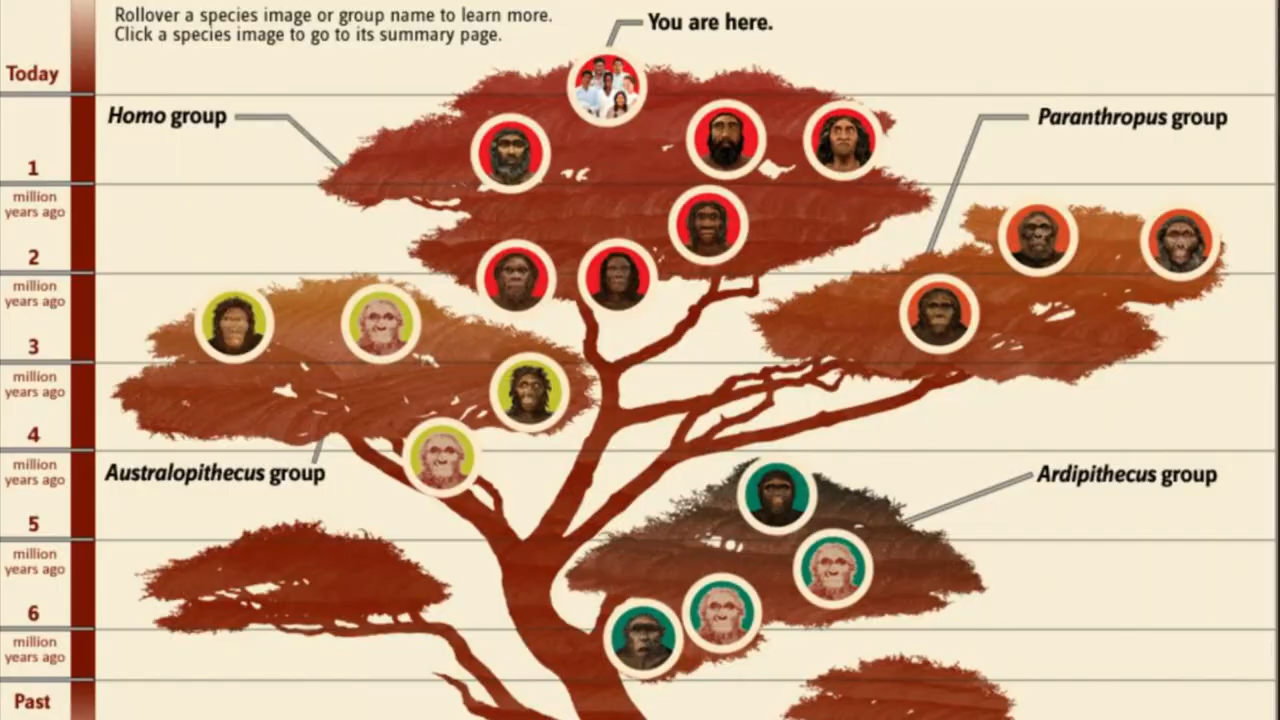 Rollover a species image or group name to learn more.
Click a species image to go to its summary page.
You are here.
Today
Homo group
Paranthropus group
1
million
years ago
2
million
years ago
3
million
years ago
4
million
years ago
Australopithecus group
Ardipithecus group
5
million
years ago
6
million
years ago
Past